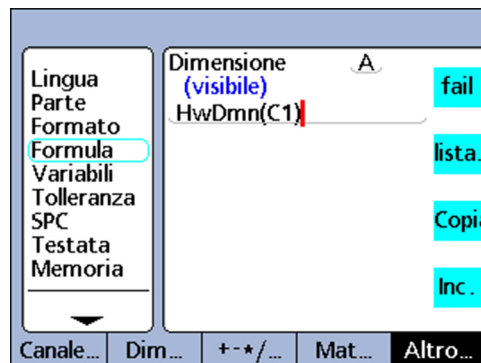 Lingua
Parte
Formato
Formula
Variabili
Tolleranza
SPC
Testata
Memoria
Dimensione A
(visibile)
HwDmn(C1)
fail
lista.
Copi
Inc.
Canale... Dim... +-*/... Mat... Altro...